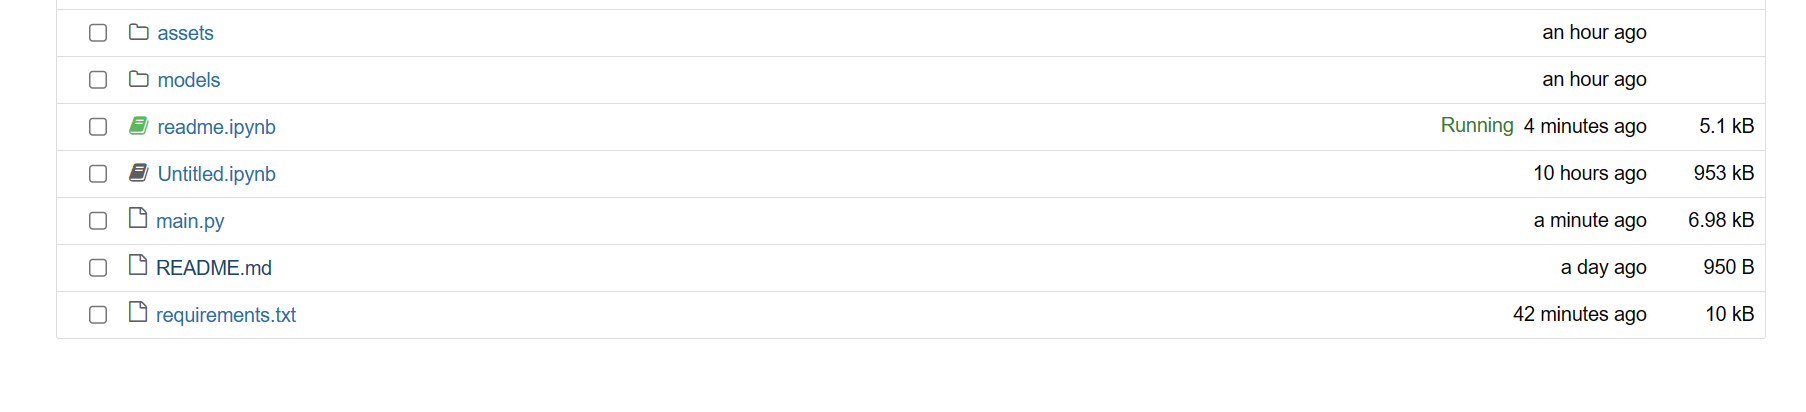 assets an hour ago
models an hour ago
readme.ipynb Running 4 minutes ago 5.1 kB
Untitled.ipynb 10 hours ago 953 kB
main.py a minute ago 6.98 kB
README.md a day ago 950 B
requirements.txt 42 minutes ago 10 kB